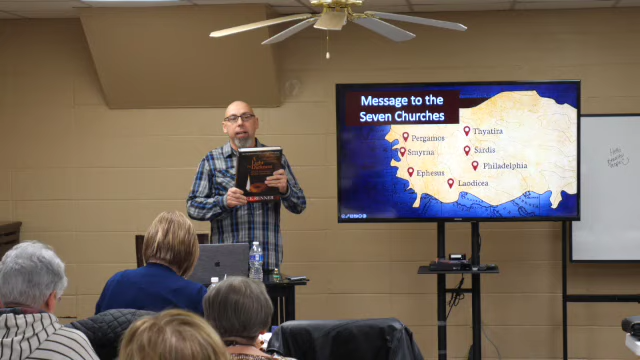 Message to the
Seven Churches
Pergamos
Thyatira
Smyrna
Sardis
Philadelphia
Ephesus
Laodicea